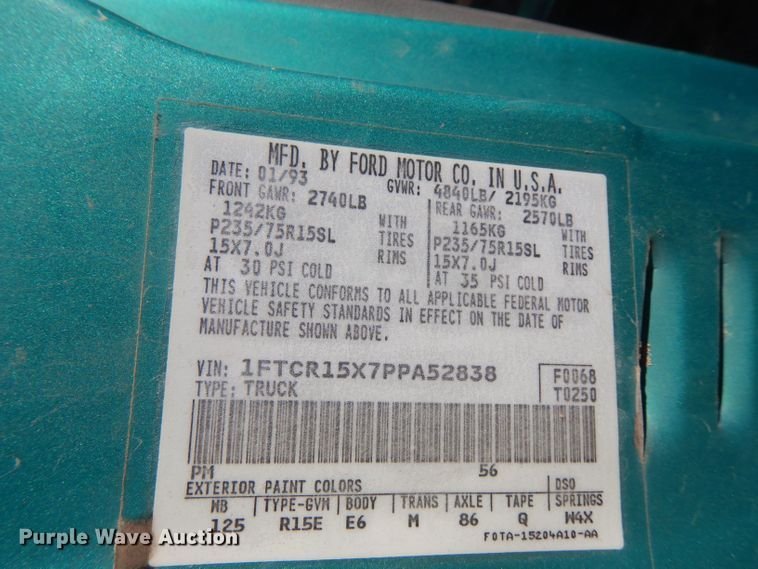 MFD. BY FORD MOTOR CO. IN U.S.A.
DATE: 01/93 GVWR: 4840LB/ 2195KG
FRONT GAWR: 2740LB REAR GAWR: 2570LB
1242KG WITH 1165KG WITH
P235/75R15SL TIRES P235/75R15SL TIRES
15X7.0J RIMS 15X7.0J RIMS
AT 30 PSI COLD AT 35 PSI COLD
THIS VEHICLE CONFORMS TO ALL APPLICABLE FEDERAL MOTOR
VEHICLE SAFETY STANDARDS IN EFFECT ON THE DATE OF
MANUFACTURE SHOWN ABOVE.
VIN: 1FTCR15X7PPA52838 F0068
TYPE: TRUCK T0250
PM 56
EXTERIOR PAINT COLORS DSO
WB TYPE-GVM BODY TRANS AXLE TAPE SPRINGS
125 R15E E6 M 86 Q W4X
F0TA-15204A10-AA
Purple Wave Auction